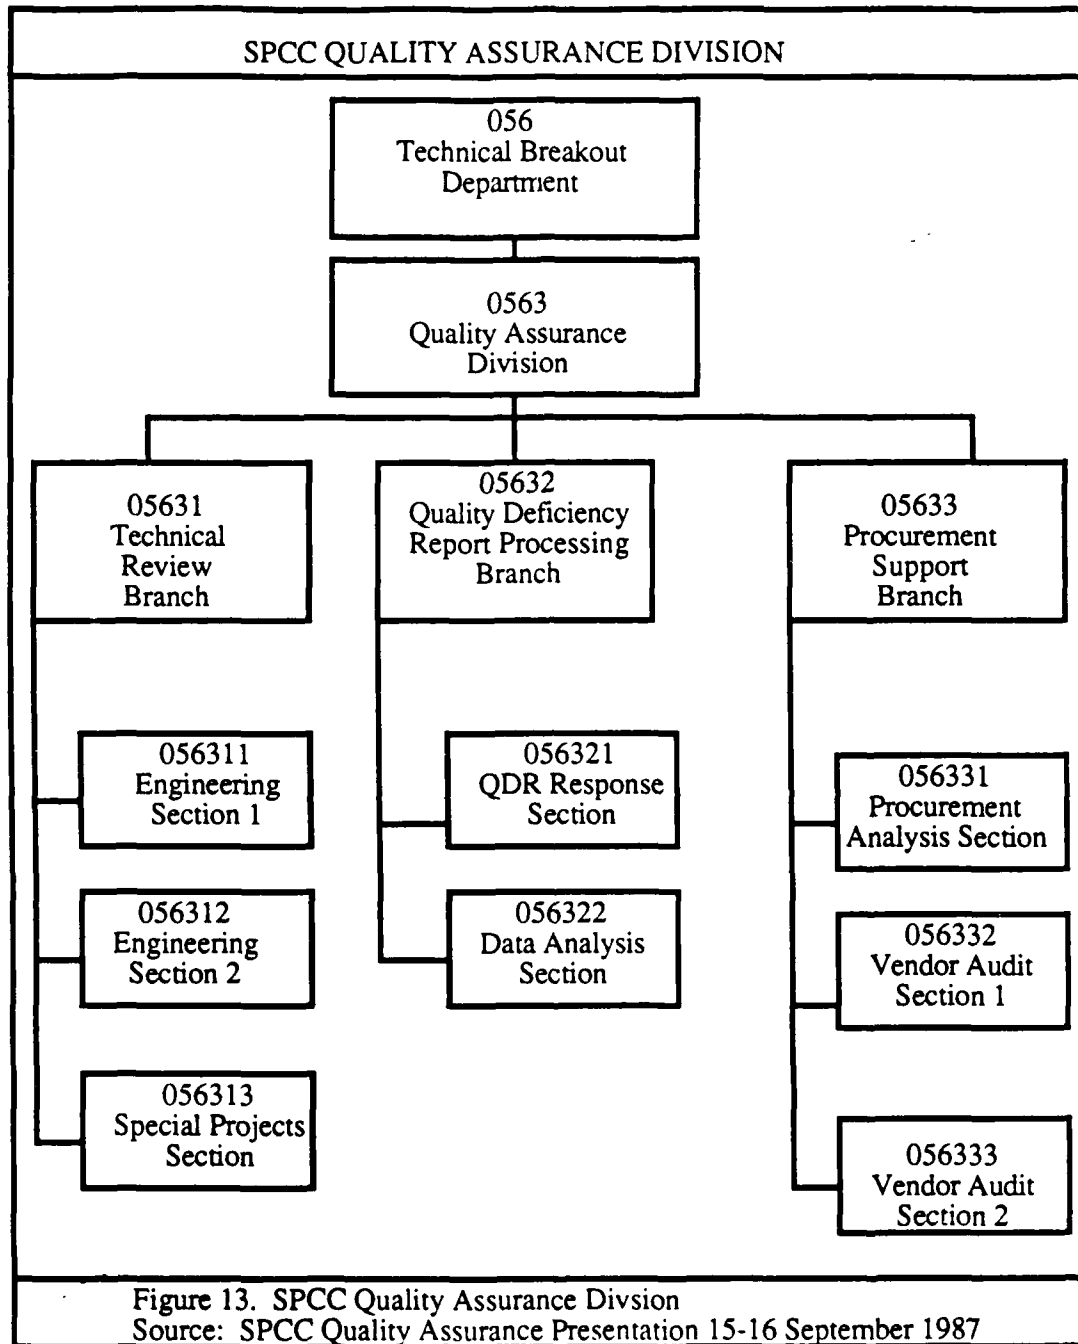 SPCC QUALITY ASSURANCE DIVISION
056
Technical Breakout
Department
0563
Quality Assurance
Division
05631
Technical
Review
Branch
05632
Quality Deficiency
Report Processing
Branch
05633
Procurement
Support
Branch
056311
Engineering
Section 1
056312
Engineering
Section 2
056313
Special Projects
Section
056321
QDR Response
Section
056322
Data Analysis
Section
056331
Procurement
Analysis Section
056332
Vendor Audit
Section 1
056333
Vendor Audit
Section 2
Figure 13. SPCC Quality Assurance Divsion
Source: SPCC Quality Assurance Presentation 15-16 September 1987